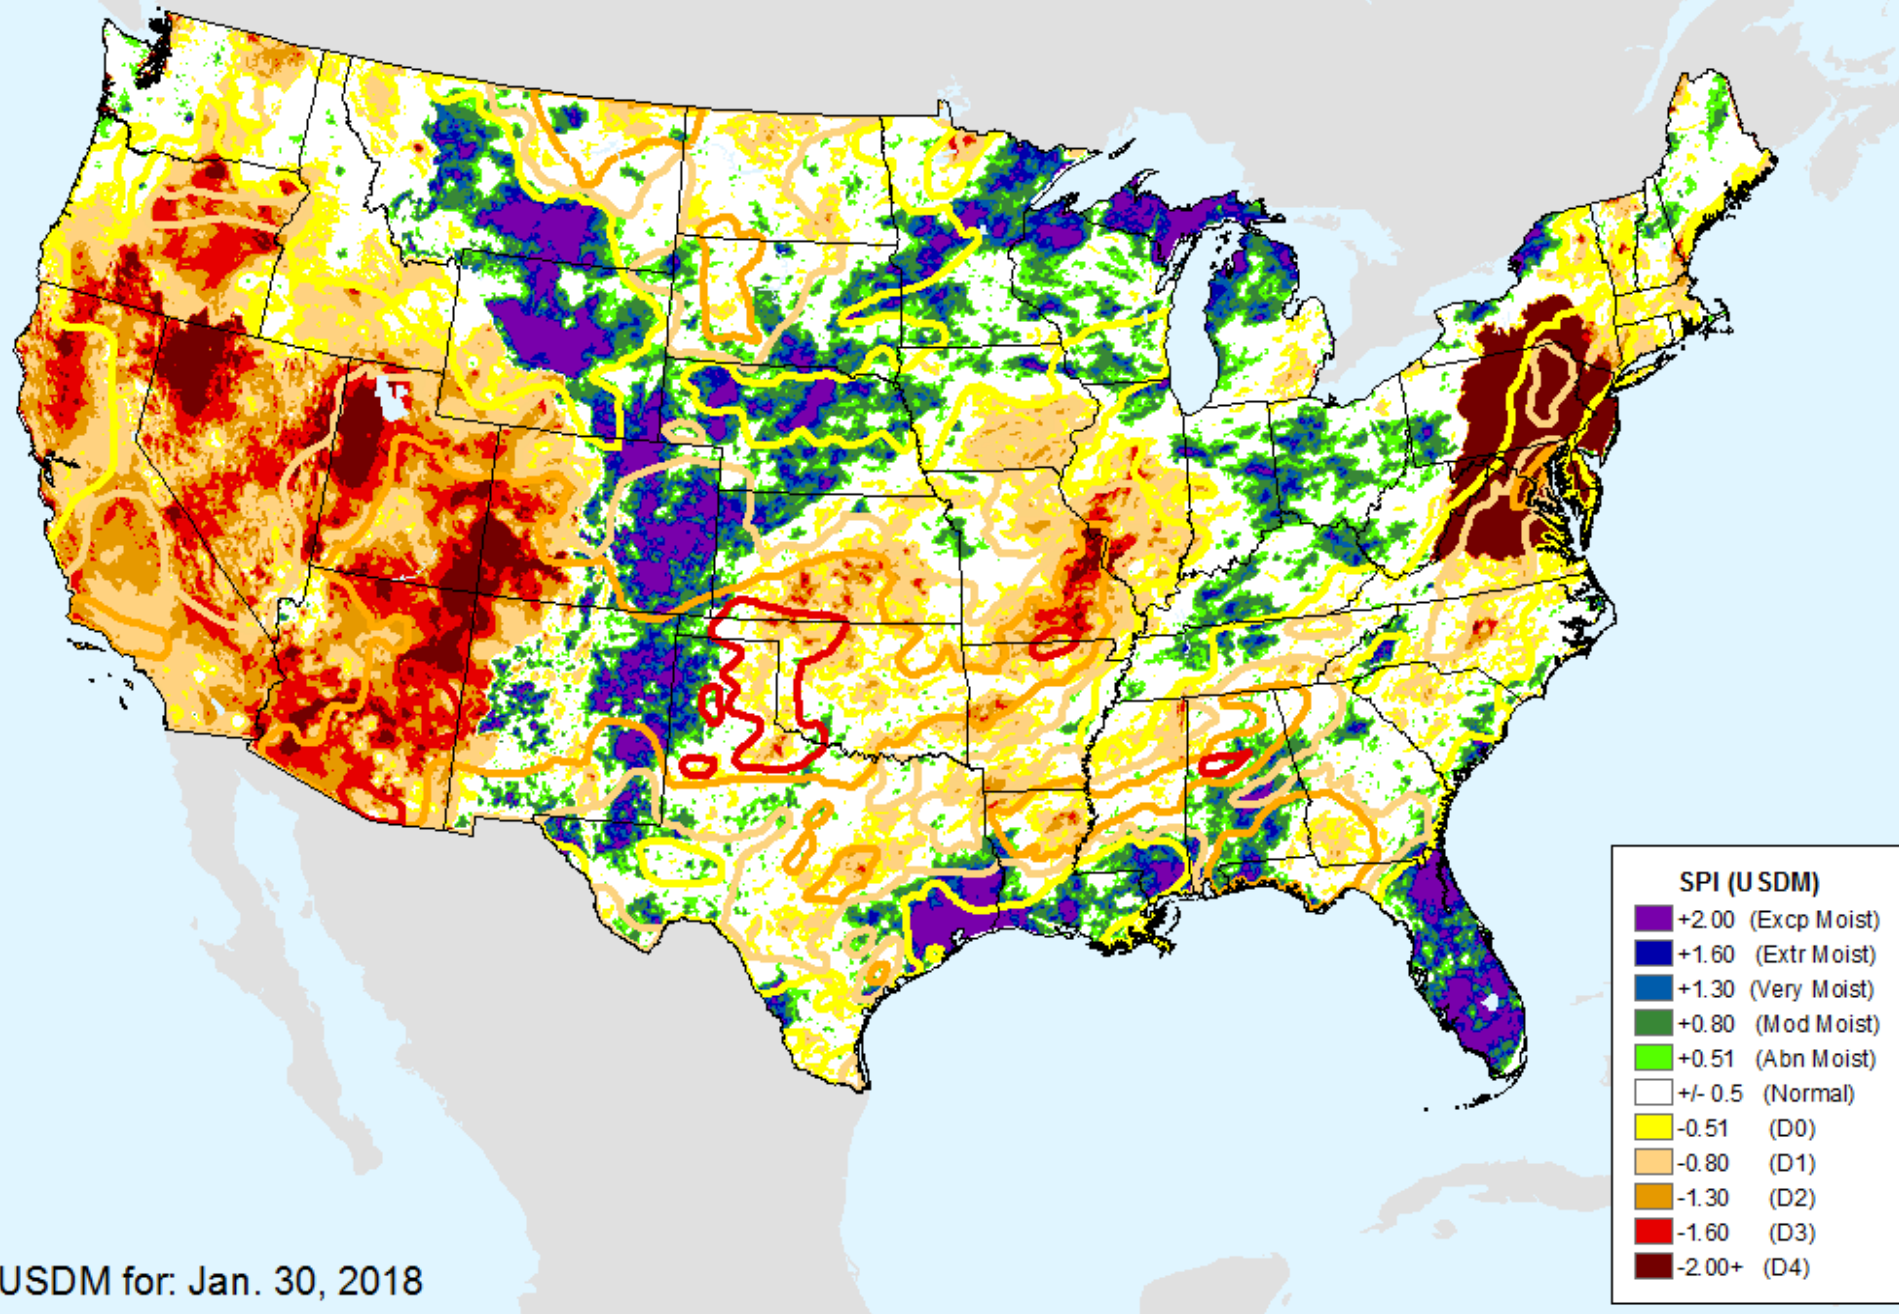 SPI (USDM)
+2.00 (Excp Moist)
+1.60 (Extr Moist)
+1.30 (Very Moist)
+0.80 (Mod Moist)
+0.51 (Abn Moist)
+/- 0.5 (Normal)
-0.51 (D0)
-0.80 (D1)
-1.30 (D2)
-1.60 (D3)
-2.00+ (D4)
USDM for: Jan. 30, 2018